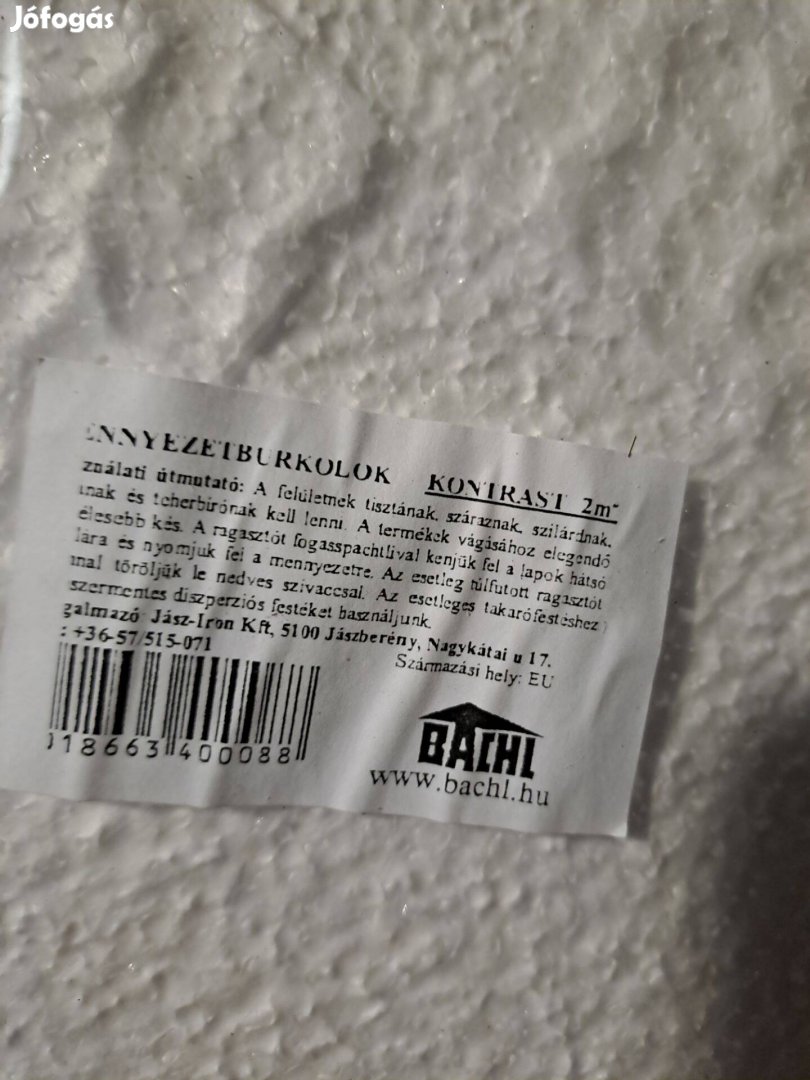 Jófogás
ENNYEZETBURKOLÓK KONTRAST 2m²
ználati útmutató: A felületnek tisztának, száraznak, szilárdnak,
nak és teherbírónak kell lenni. A termékek vágásához elegendő
élesebb kés. A ragasztót fogasspachtlival kenjük fel a lapok hátsó
lára és nyomjuk fel a mennyezetre. Az esetleg túlfutott ragasztót
nal töröljük le nedves szivaccsal. Az esetleges takarófestéshez
szermentes diszperziós festéket használjunk.
galmazó Jász-Iron Kft, 5100 Jászberény, Nagykátai u 17.
: +36-57/515-071
Származási hely: EU
18663 400088
BACHL
www.bachl.hu